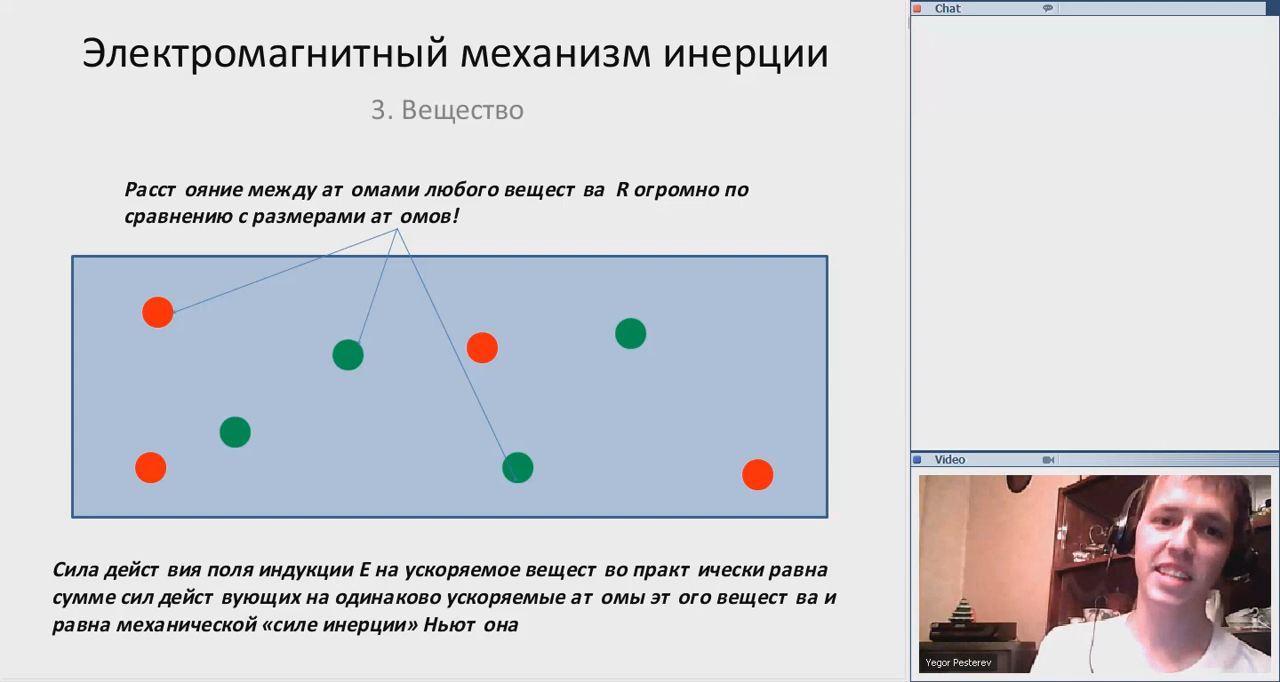 Электромагнитный механизм инерции
3. Вещество
Расст ояние между ат омами любого вещест ва R огромно по
сравнению с размерами ат омов!
Сила дейст вия поля индукции E на ускоряемое вещест во практ ически равна
сумме сил дейст вующих на одинаково ускоряемые ат омы эт ого вещест ва и
равна механической «силе инерции» Ньют она
Chat
Video
Yegor Pesterev